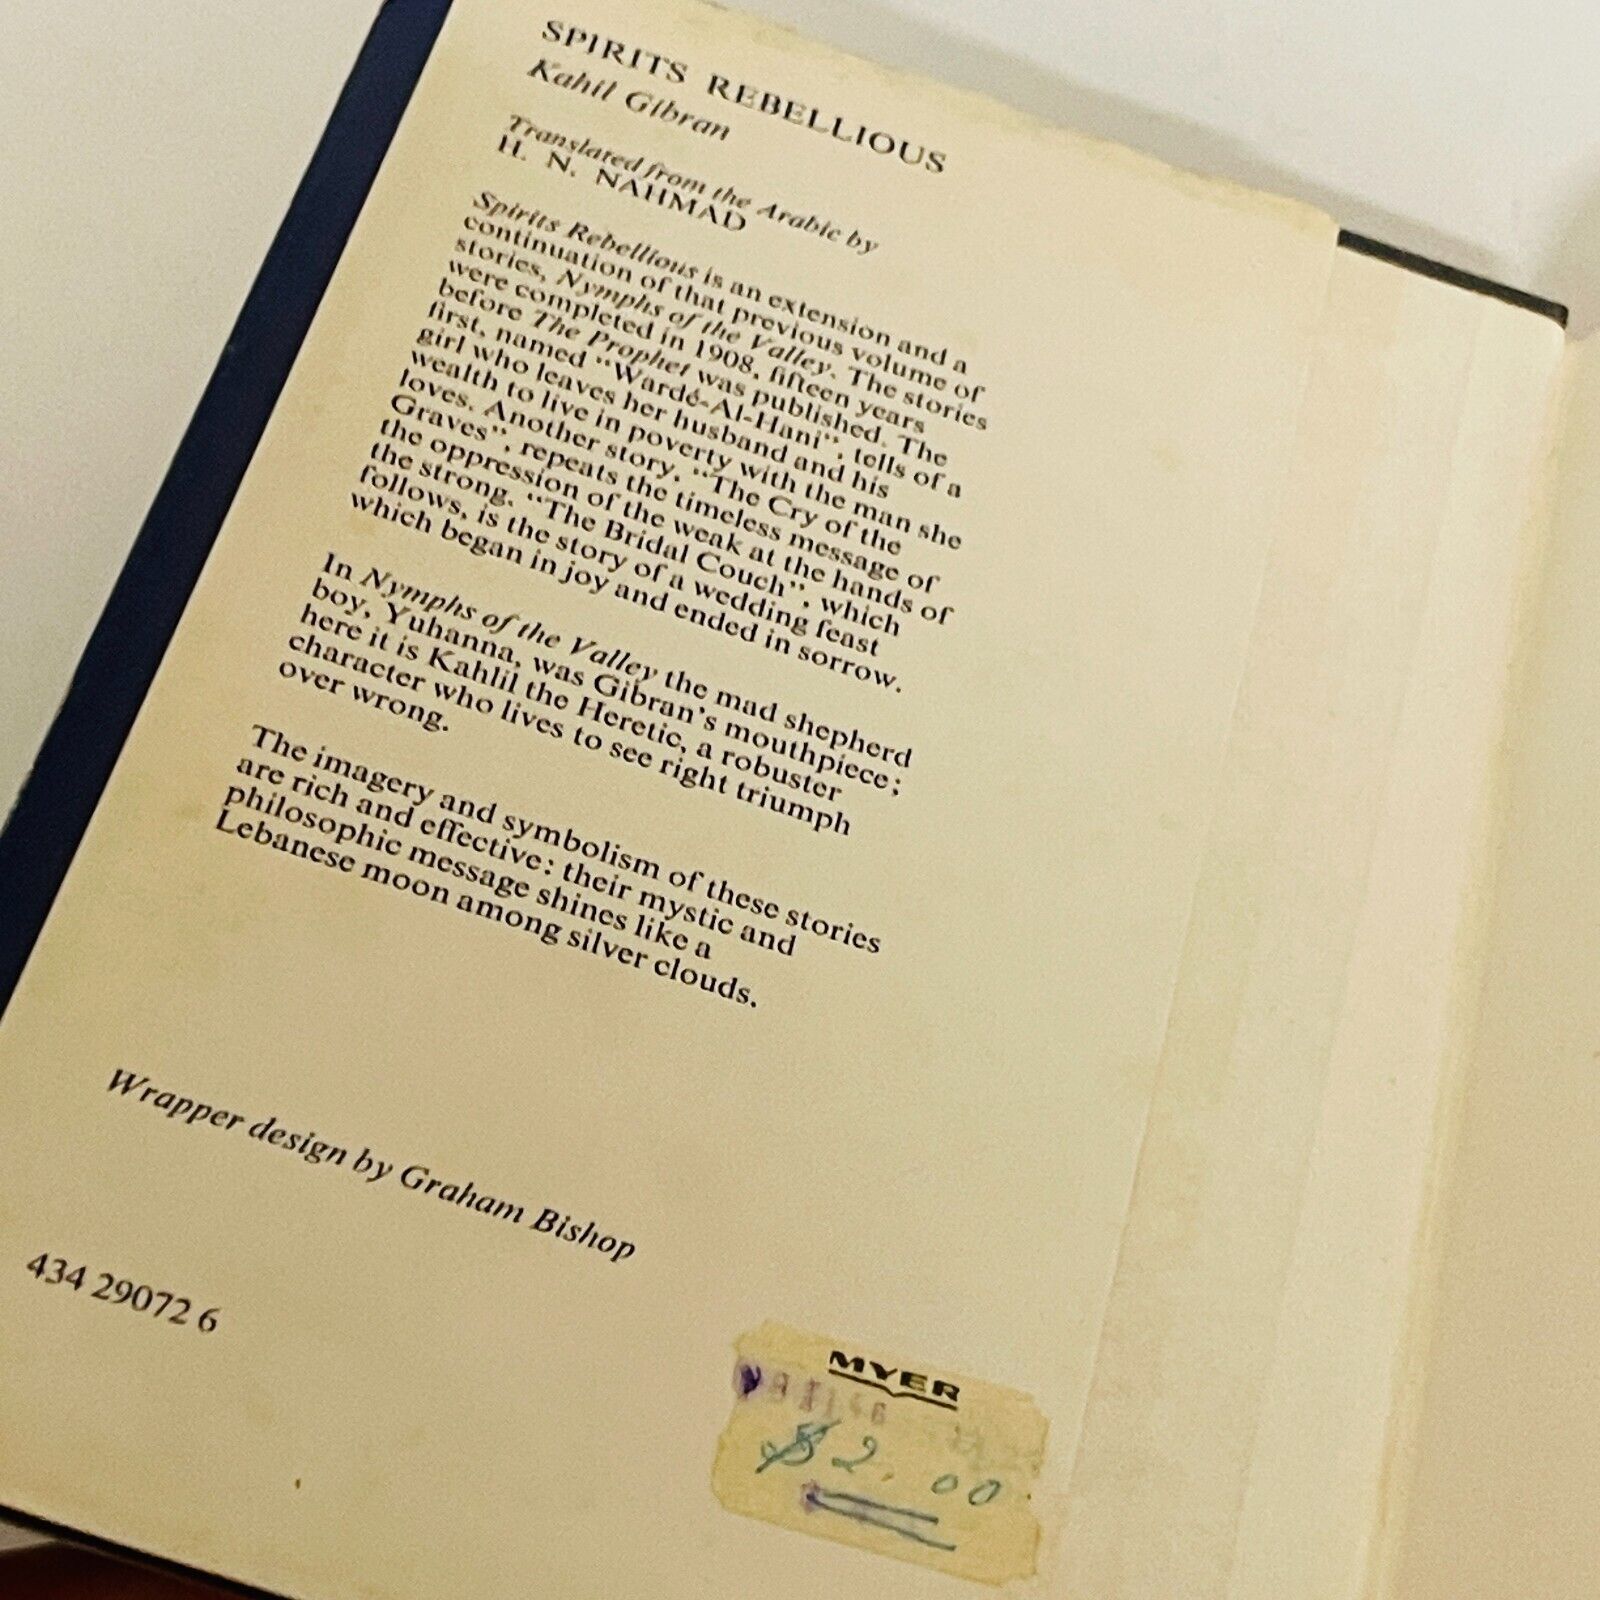 SPIRITS REBELLIOUS
Kahil Gibran
Translated from the Arabic by
H. N. NAHMAD
Spirits Rebellious is an extension and a
continuation of that previous volume of
stories, Nymphs of the Valley. The stories
were completed in 1908, fifteen years
before The Prophet was published. The
first, named "Wardé-Al-Hani", tells of a
girl who leaves her husband and his
wealth to live in poverty with the man she
loves. Another story, "The Cry of the
Graves", repeats the timeless message of
the oppression of the weak at the hands of
the strong. "The Bridal Couch", which
follows, is the story of a wedding feast
which began in joy and ended in sorrow.
In Nymphs of the Valley the mad shepherd
boy, Yuhanna, was Gibran's mouthpiece;
here it is Kahlil the Heretic, a robuster
character who lives to see right triumph
over wrong.
The imagery and symbolism of these stories
are rich and effective: their mystic and
philosophic message shines like a
Lebanese moon among silver clouds.
Wrapper design by Graham Bishop
434 29072 6
MYER
$2.00